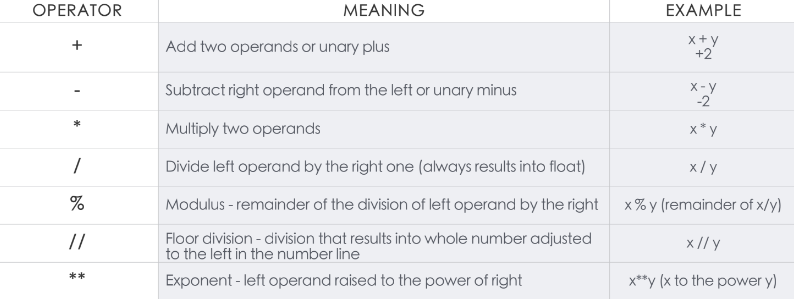 OPERATOR MEANING EXAMPLE
+ Add two operands or unary plus x + y
+2
- Subtract right operand from the left or unary minus x - y
-2
* Multiply two operands x * y
/ Divide left operand by the right one (always results into float) x / y
% Modulus - remainder of the division of left operand by the right x % y (remainder of x/y)
// Floor division - division that results into whole number adjusted x // y
to the left in the number line
** Exponent - left operand raised to the power of right x**y (x to the power y)